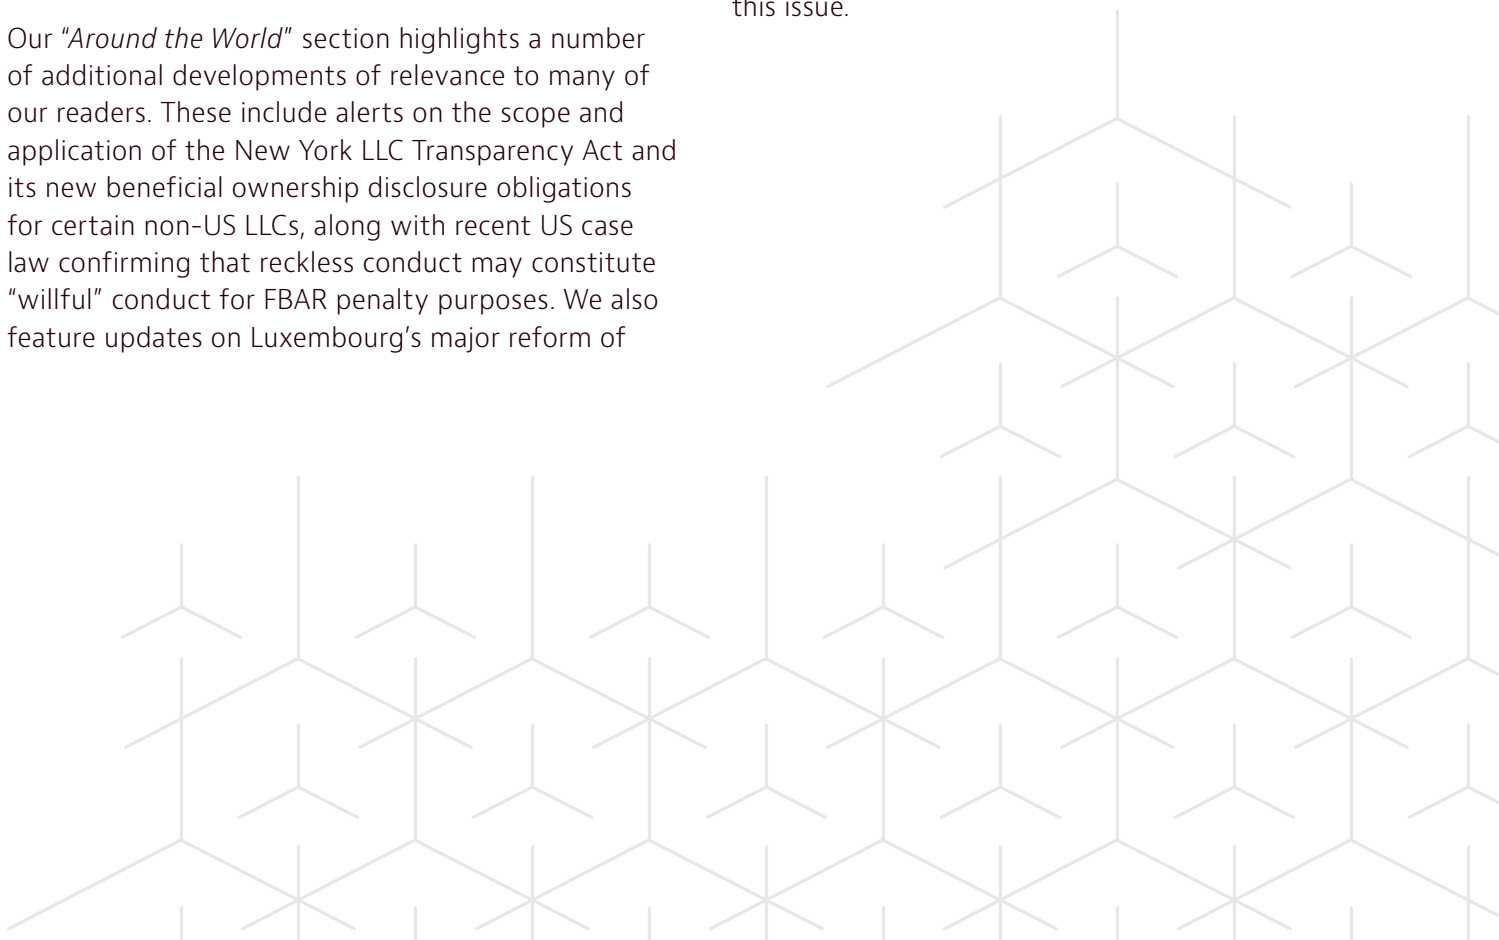 Our “Around the World” section highlights a number
of additional developments of relevance to many of
our readers. These include alerts on the scope and
application of the New York LLC Transparency Act and
its new beneficial ownership disclosure obligations
for certain non-US LLCs, along with recent US case
law confirming that reckless conduct may constitute
“willful” conduct for FBAR penalty purposes. We also
feature updates on Luxembourg’s major reform of
this issue.